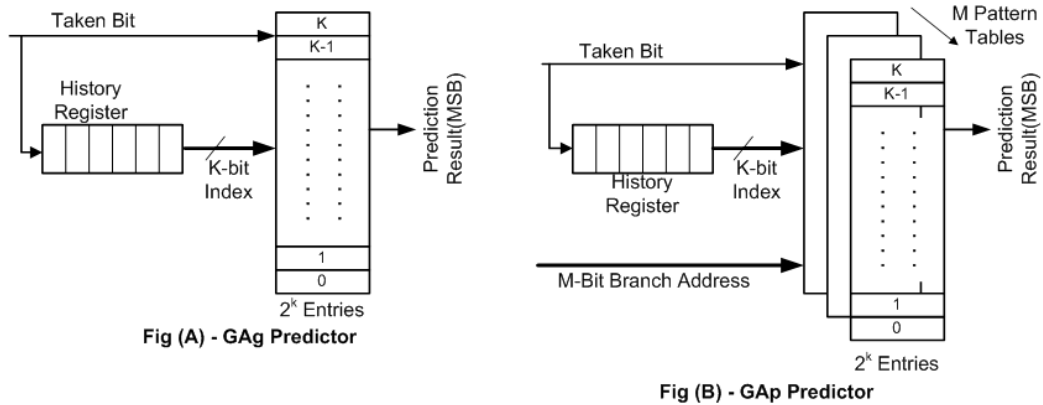 Taken Bit
History
Register
K-bit
Index
K
K-1
1
0
2^k Entries
Prediction
Result(MSB)
Fig (A) - GAg Predictor
M Pattern
Tables
Taken Bit
History
Register
K-bit
Index
M-Bit Branch Address
K
K-1
1
0
2^k Entries
Prediction
Result(MSB)
Fig (B) - GAp Predictor